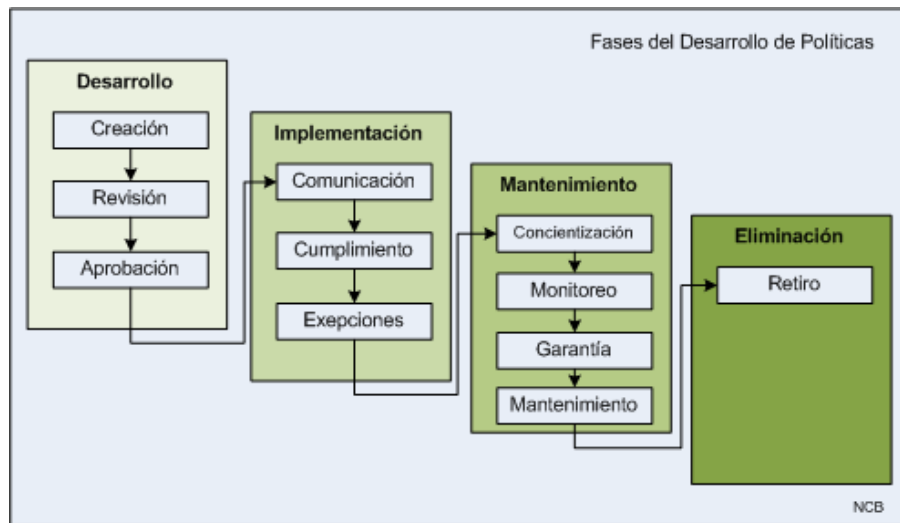 Fases del Desarrollo de Políticas
Desarrollo
Creación
Revisión
Aprobación
Implementación
Comunicación
Cumplimiento
Exepciones
Mantenimiento
Concientización
Monitoreo
Garantía
Mantenimiento
Eliminación
Retiro
NCB